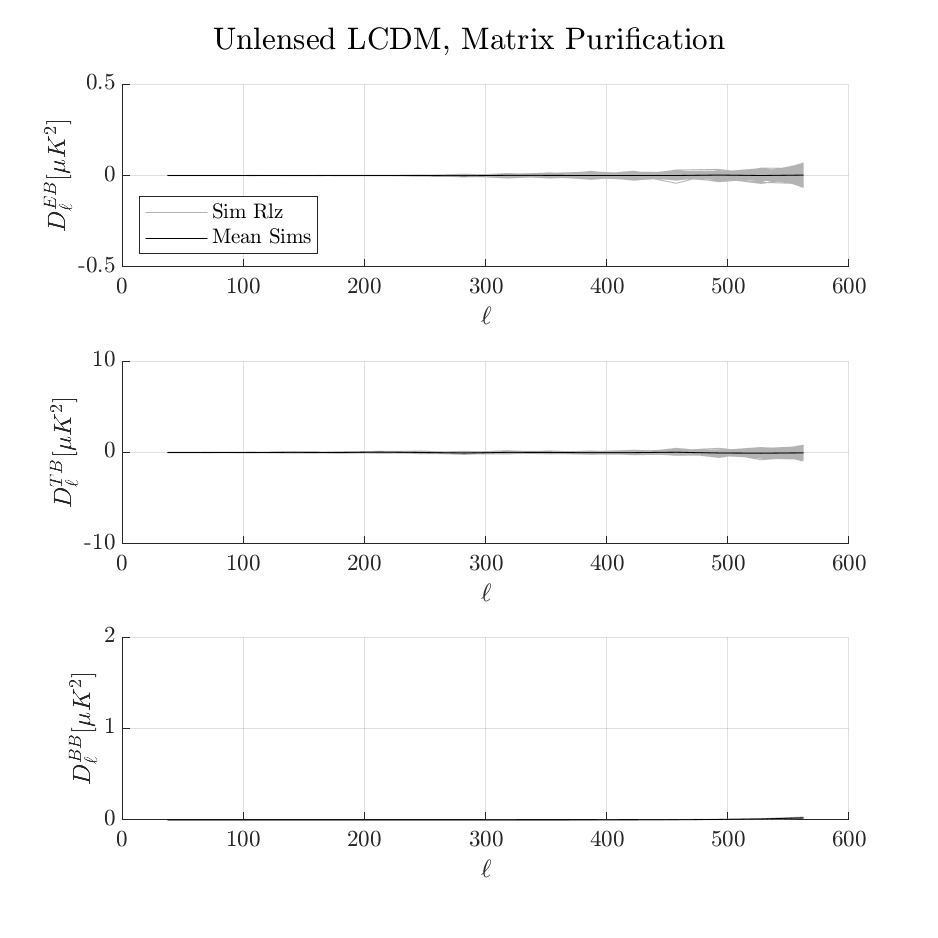 Unlensed LCDM, Matrix Purification
0.5
0
-0.5
D_ℓ^{EB}[μK^2]
Sim Rlz
Mean Sims
0 100 200 300 400 500 600
ℓ
10
0
-10
D_ℓ^{TB}[μK^2]
0 100 200 300 400 500 600
ℓ
2
1
0
D_ℓ^{BB}[μK^2]
0 100 200 300 400 500 600
ℓ